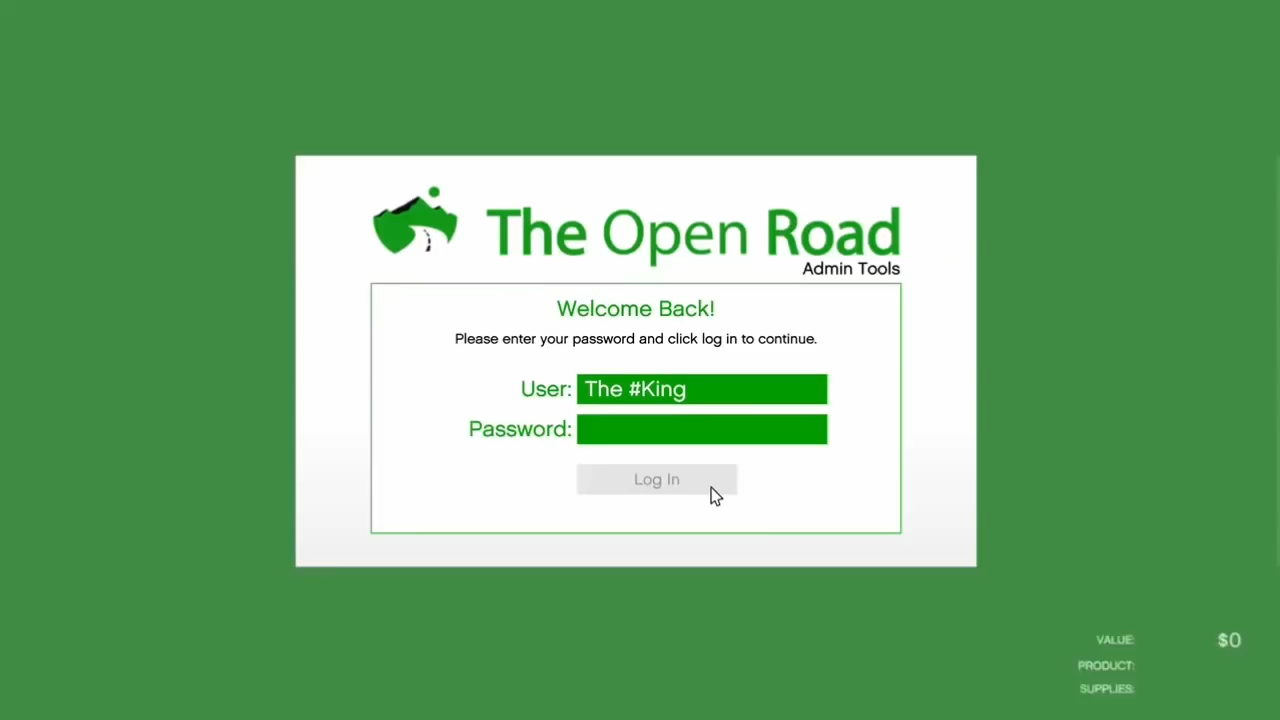 The Open Road
Admin Tools
Welcome Back!
Please enter your password and click log in to continue.
User: The #King
Password:
Log In
VALUE: $0
PRODUCT:
SUPPLIES: